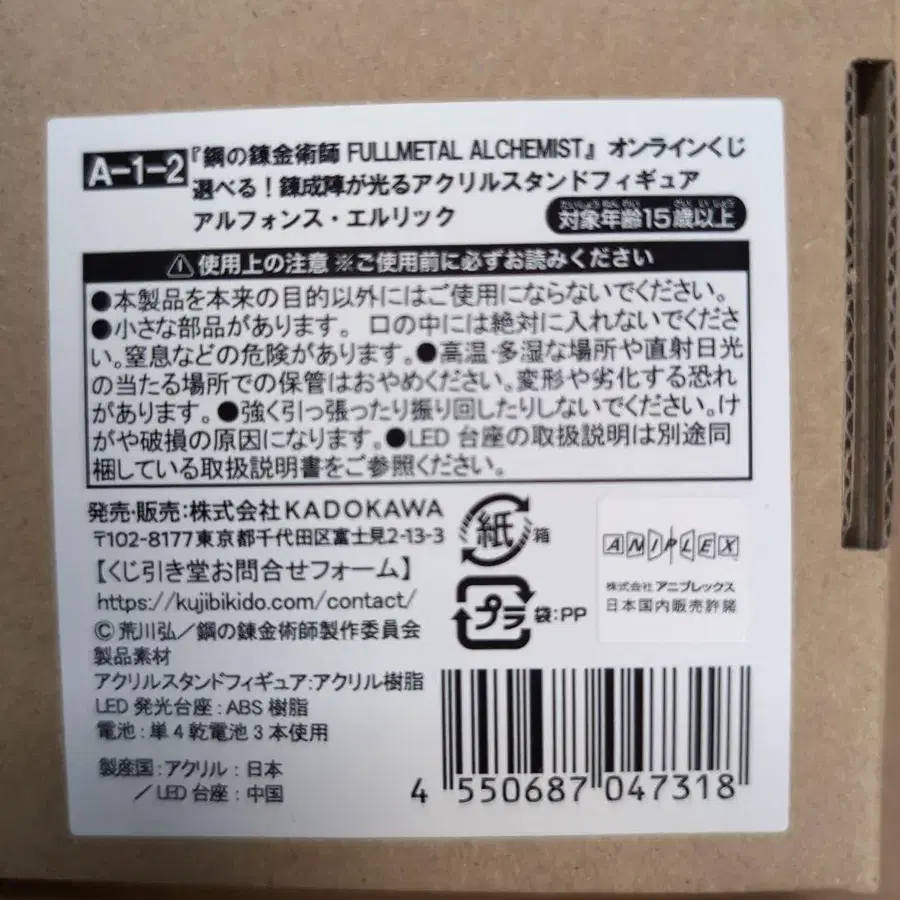 A-1-2
『鋼の錬金術師 FULLMETAL ALCHEMIST』 オンラインくじ
選べる！錬成陣が光るアクリルスタンドフィギュア
アルフォンス・エルリック
対象年齢15歳以上
⚠使用上の注意 ※ご使用前に必ずお読みください
●本製品を本来の目的以外にはご使用にならないでください。
●小さな部品があります。 口の中には絶対に入れないでくださ
い。窒息などの危険があります。●高温・多湿な場所や直射日光
の当たる場所での保管はおやめください。変形や劣化する恐れ
があります。●強く引っ張ったり振り回したりしないでください。け
がや破損の原因になります。●LED 台座の取扱説明は別途同
梱している取扱説明書をご参照ください。
発売・販売：株式会社KADOKAWA
〒102-8177東京都千代田区富士見2-13-3
【くじ引き堂お問合せフォーム】
https://kujibikido.com/contact/
© 荒川弘／鋼の錬金術師製作委員会
製品素材
アクリルスタンドフィギュア：アクリル樹脂
LED 発光台座：ABS 樹脂
電池：単４乾電池３本使用
製産国：アクリル：日本
／LED 台座：中国
紙 箱
プラ 袋：PP
ANIPLEX
株式会社 アニプレックス
日本国内販売許諾
4 550687 047318